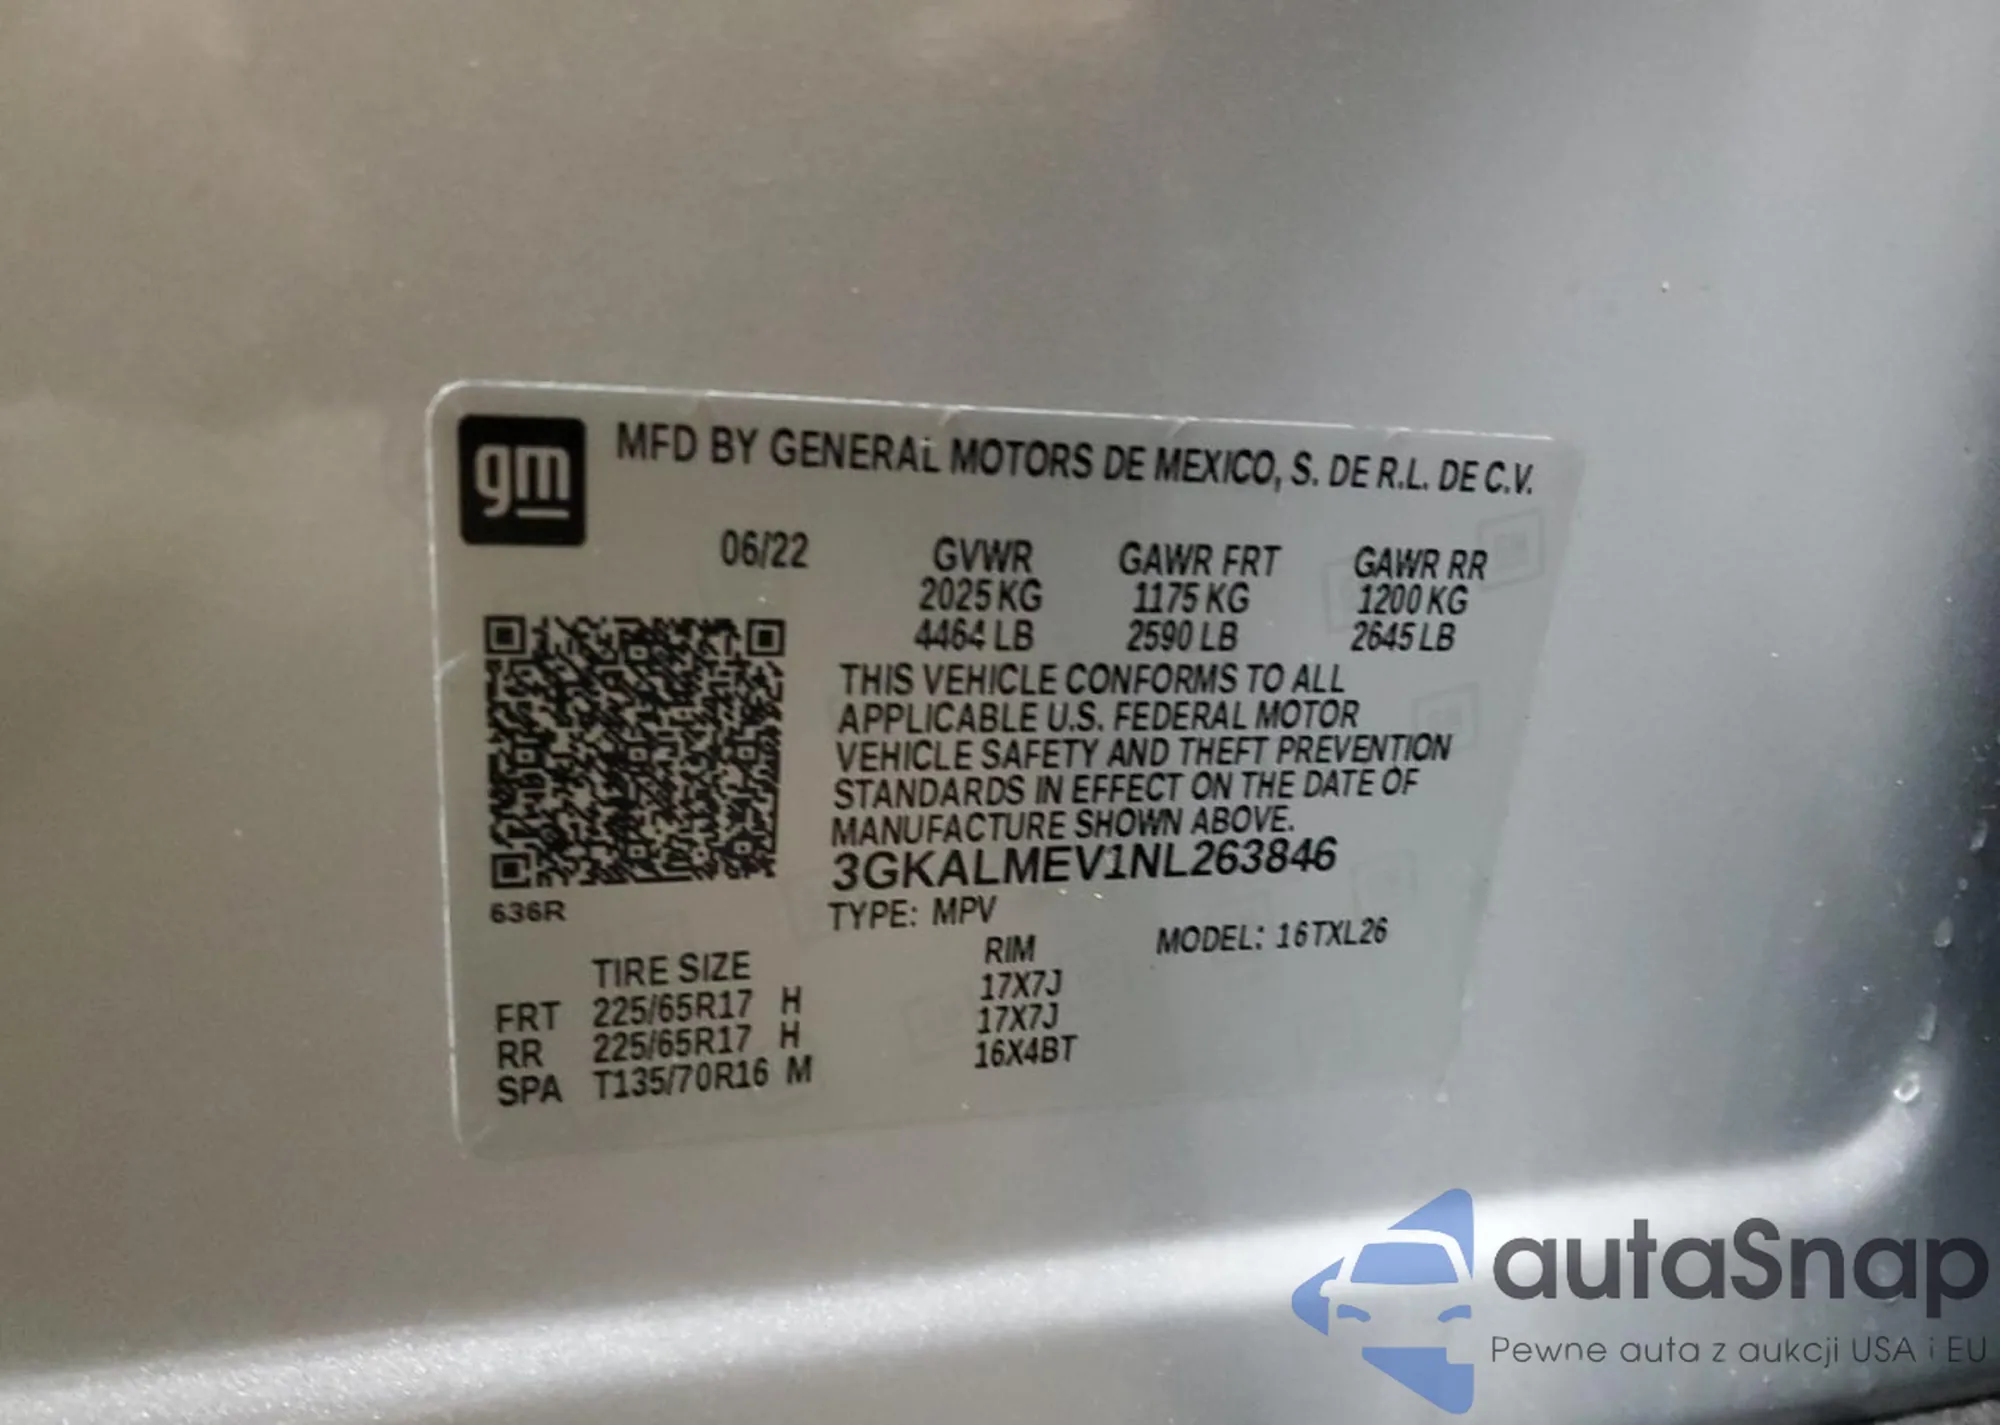 gm
MFD BY GENERAL MOTORS DE MEXICO, S. DE R.L. DE C.V.
06/22 GVWR GAWR FRT GAWR RR
2025 KG 1175 KG 1200 KG
4464 LB 2590 LB 2645 LB
THIS VEHICLE CONFORMS TO ALL
APPLICABLE U.S. FEDERAL MOTOR
VEHICLE SAFETY AND THEFT PREVENTION
STANDARDS IN EFFECT ON THE DATE OF
MANUFACTURE SHOWN ABOVE.
3GKALMEV1NL263846
636R
TYPE: MPV
MODEL: 16TXL26
TIRE SIZE RIM
FRT 225/65R17 H 17X7J
RR 225/65R17 H 17X7J
SPA T135/70R16 M 16X4BT
autaSnap
Pewne auta z aukcji USA i EU